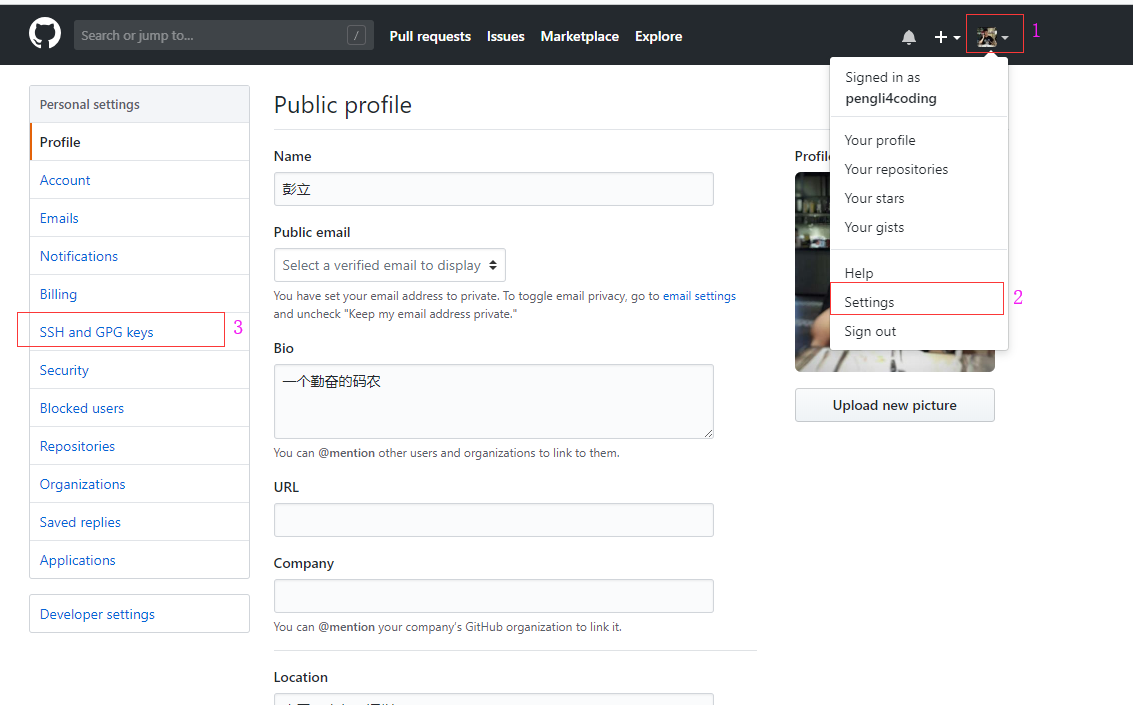 Search or jump to...
/
Pull requests
Issues
Marketplace
Explore
1
Signed in as
pengli4coding
Your profile
Your repositories
Your stars
Your gists
Help
Settings
2
Sign out
Personal settings
Profile
Account
Emails
Notifications
Billing
SSH and GPG keys
3
Security
Blocked users
Repositories
Organizations
Saved replies
Applications
Developer settings
Public profile
Name
彭立
Public email
Select a verified email to display
You have set your email address to private. To toggle email privacy, go to email settings
and uncheck "Keep my email address private."
Bio
一个勤奋的码农
You can @mention other users and organizations to link to them.
URL
Company
You can @mention your company's GitHub organization to link it.
Location
Upload new picture